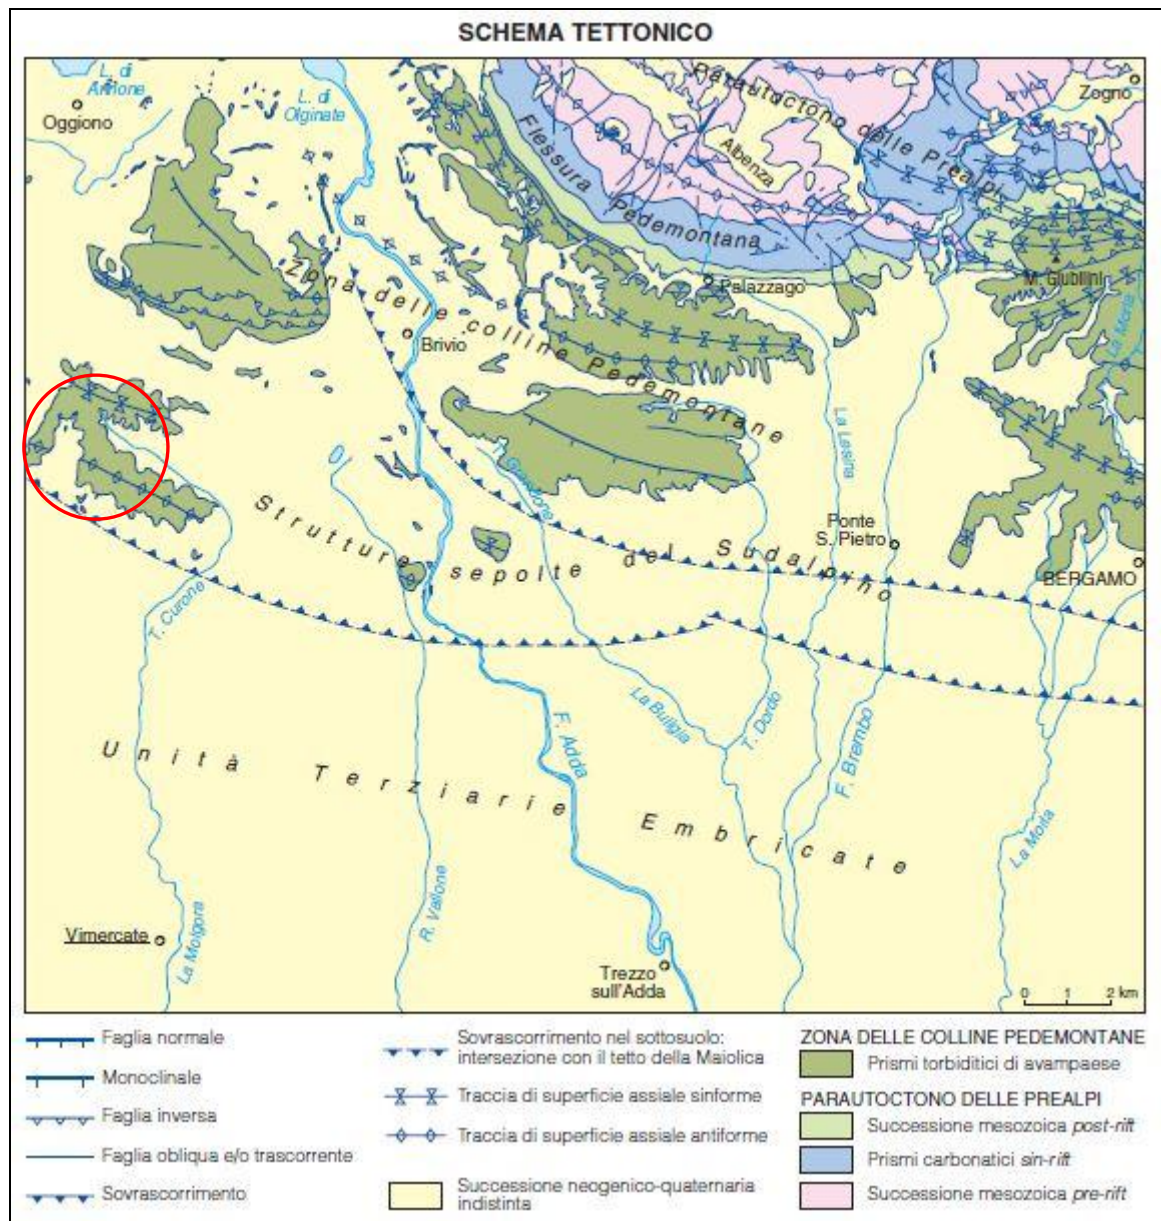 SCHEMA TETTONICO
L. di
Annone
Oggiono
L. di
Olginate
Parautoctono delle Prealpi
Zogno
Albenza
Flessura
Pedemontana
M. Giubilini
Palazzago
La Morla
Zona delle colline Pedemontane
Brivio
La Lesina
T. Grandone
Ponte
S. Pietro
Strutture sepolte del Sudalpino
BERGAMO
T. Curone
La Buliga
T. Dordo
F. Brembo
F. Adda
Unità Terziarie Embricate
La Morla
R. Vallone
Vimercate
La Molgora
Trezzo
sull'Adda
0 1 2 km
Faglia normale
Monoclinale
Faglia inversa
Faglia obliqua e/o trascorrente
Sovrascorrimento
Sovrascorrimento nel sottosuolo:
intersezione con il tetto della Maiolica
Traccia di superficie assiale sinforme
Traccia di superficie assiale antiforme
Successione neogenico-quaternaria
indistinta
ZONA DELLE COLLINE PEDEMONTANE
Prismi torbiditici di avampaese
PARAUTOCTONO DELLE PREALPI
Successione mesozoica post-rift
Prismi carbonatici sin-rift
Successione mesozoica pre-rift